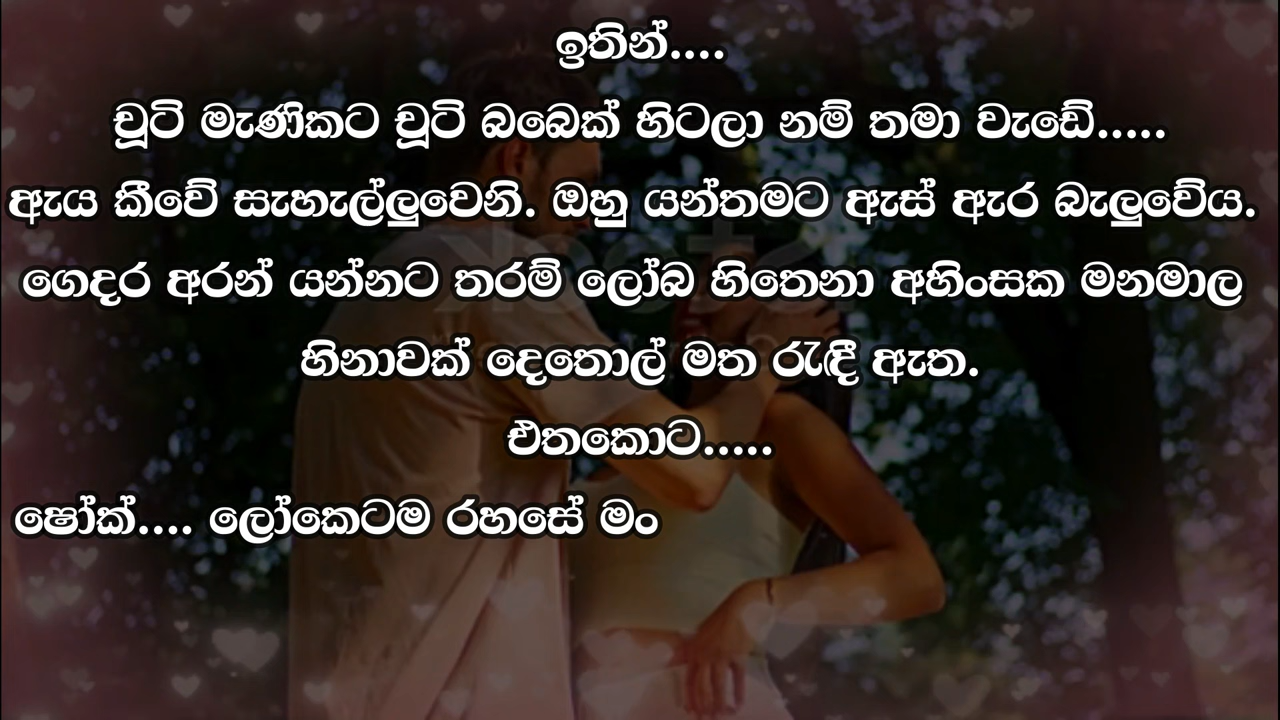 ඉතින්....
චූටි මැණිකට චූටි බබෙක් හිටලා නම් තමා වැඩේ.....
ඇය කීවේ සැහැල්ලුවෙනි. ඔහු යන්තමට ඇස් ඇර බැලුවේය.
ගෙදර අරන් යන්නට තරම් ලෝබ හිතෙනා අහිංසක මනමාල
හිනාවක් දෙතොල් මත රැඳී ඇත.
එතකොට.....
ෂෝක්.... ලෝකෙටම රහසේ මං